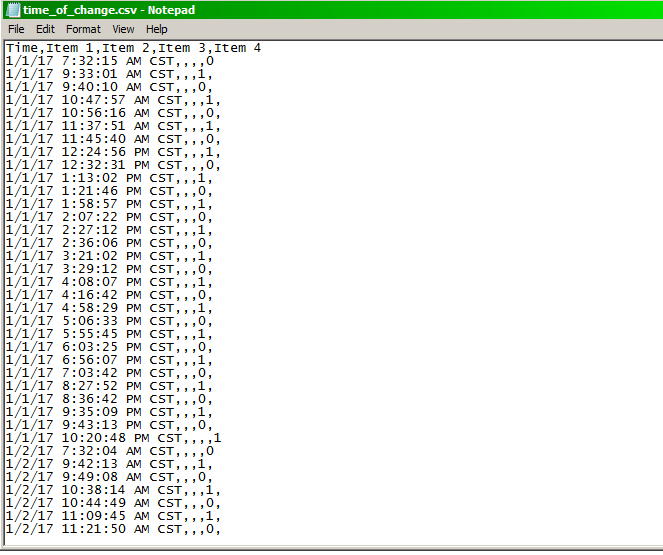 time_of_change.csv - Notepad
File Edit Format View Help
Time,Item 1,Item 2,Item 3,Item 4
1/1/17 7:32:15 AM CST,,,,0
1/1/17 9:33:01 AM CST,,,1,
1/1/17 9:40:10 AM CST,,,0,
1/1/17 10:47:57 AM CST,,,1,
1/1/17 10:56:16 AM CST,,,0,
1/1/17 11:37:51 AM CST,,,1,
1/1/17 11:45:40 AM CST,,,0,
1/1/17 12:24:56 PM CST,,,1,
1/1/17 12:32:31 PM CST,,,0,
1/1/17 1:13:02 PM CST,,,1,
1/1/17 1:21:46 PM CST,,,0,
1/1/17 1:58:57 PM CST,,,1,
1/1/17 2:07:22 PM CST,,,0,
1/1/17 2:27:12 PM CST,,,1,
1/1/17 2:36:06 PM CST,,,0,
1/1/17 3:21:02 PM CST,,,1,
1/1/17 3:29:12 PM CST,,,0,
1/1/17 4:08:07 PM CST,,,1,
1/1/17 4:16:42 PM CST,,,0,
1/1/17 4:58:29 PM CST,,,1,
1/1/17 5:06:33 PM CST,,,0,
1/1/17 5:55:45 PM CST,,,1,
1/1/17 6:03:25 PM CST,,,0,
1/1/17 6:56:07 PM CST,,,1,
1/1/17 7:03:42 PM CST,,,0,
1/1/17 8:27:52 PM CST,,,1,
1/1/17 8:36:42 PM CST,,,0,
1/1/17 9:35:09 PM CST,,,1,
1/1/17 9:43:13 PM CST,,,0,
1/1/17 10:20:48 PM CST,,,,1
1/2/17 7:32:04 AM CST,,,,0
1/2/17 9:42:13 AM CST,,,1,
1/2/17 9:49:08 AM CST,,,0,
1/2/17 10:38:14 AM CST,,,1,
1/2/17 10:44:49 AM CST,,,0,
1/2/17 11:09:45 AM CST,,,1,
1/2/17 11:21:50 AM CST,,,0,